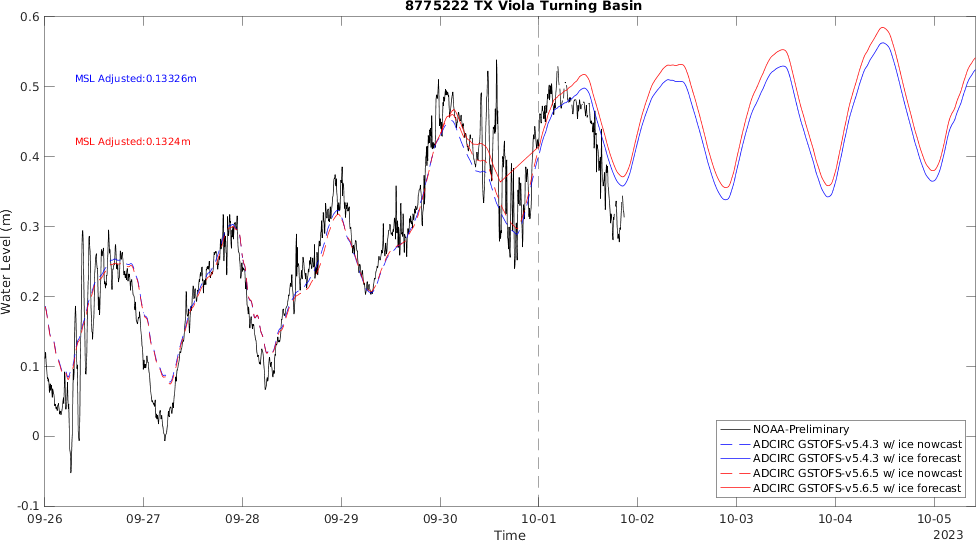 8775222 TX Viola Turning Basin
0.6
0.5
0.4
0.3
0.2
0.1
0
-0.1
Water Level (m)
MSL Adjusted:0.13326m
MSL Adjusted:0.1324m
NOAA-Preliminary
ADCIRC GSTOFS-v5.4.3 w/ ice nowcast
ADCIRC GSTOFS-v5.4.3 w/ ice forecast
ADCIRC GSTOFS-v5.6.5 w/ ice nowcast
ADCIRC GSTOFS-v5.6.5 w/ ice forecast
09-26 09-27 09-28 09-29 09-30 10-01 10-02 10-03 10-04 10-05
Time
2023